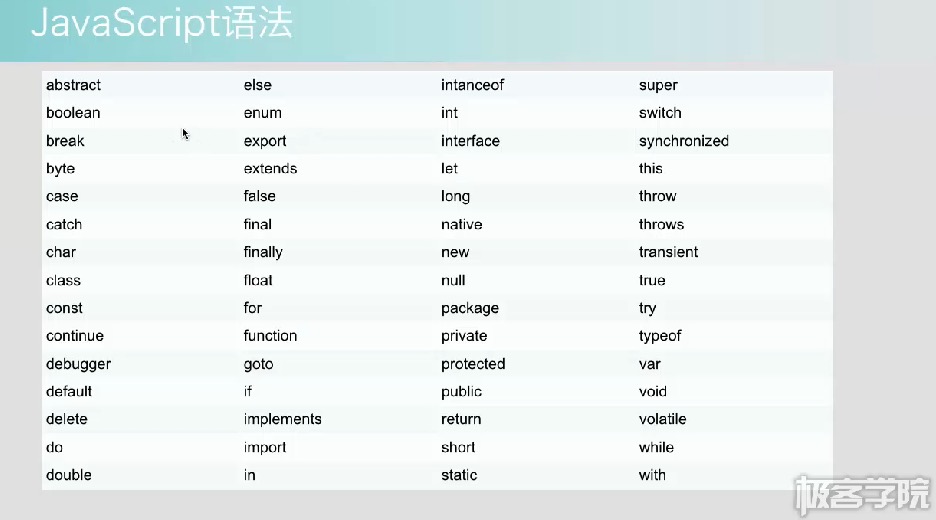 JavaScript语法
abstract else intanceof super
boolean enum int switch
break export interface synchronized
byte extends let this
case false long throw
catch final native throws
char finally new transient
class float null true
const for package try
continue function private typeof
debugger goto protected var
default if public void
delete implements return volatile
do import short while
double in static with
极客学院